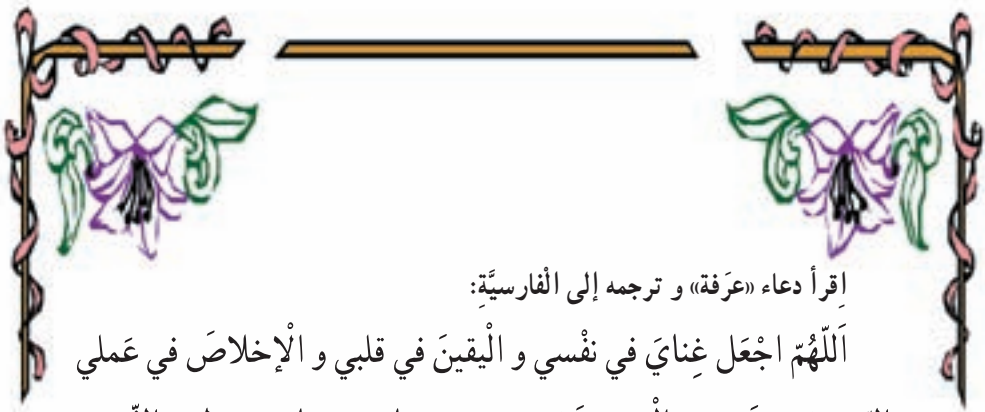 اِقرأ دعاء «عرَفة» و ترجمه إلى الْفارسيَّةِ:
اَللّهُمّ اجْعَل غِنايَ في نفْسي و الْيقينَ في قلبي و الْإخلاصَ في عَملي